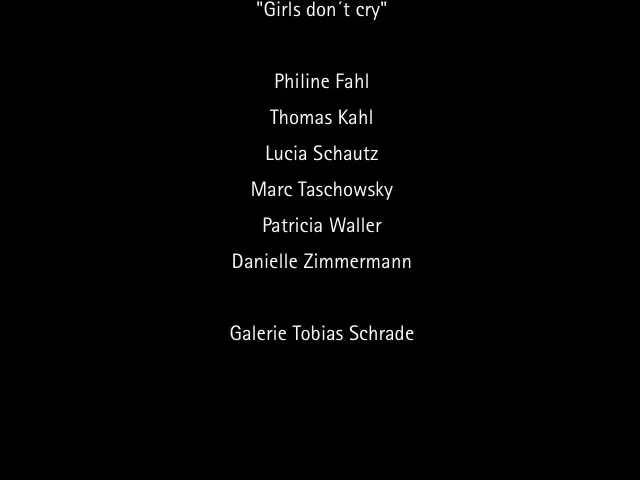 "Girls don´t cry"
Philine Fahl
Thomas Kahl
Lucia Schautz
Marc Taschowsky
Patricia Waller
Danielle Zimmermann
Galerie Tobias Schrade